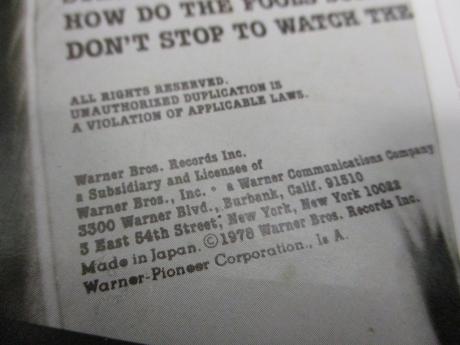 HOW DO THE FOOLS
DON'T STOP TO WATCH THE
ALL RIGHTS RESERVED.
UNAUTHORIZED DUPLICATION IS
A VIOLATION OF APPLICABLE LAWS.
Warner Bros. Records Inc.
a Subsidiary and Licensee of
Warner Bros., Inc. • a Warner Communications Company
3300 Warner Blvd., Burbank, Calif. 91510
3 East 54th Street, New York, New York 10022
Made in Japan. ©1978 Warner Bros. Records Inc.
Warner-Pioneer Corporation., Is A.